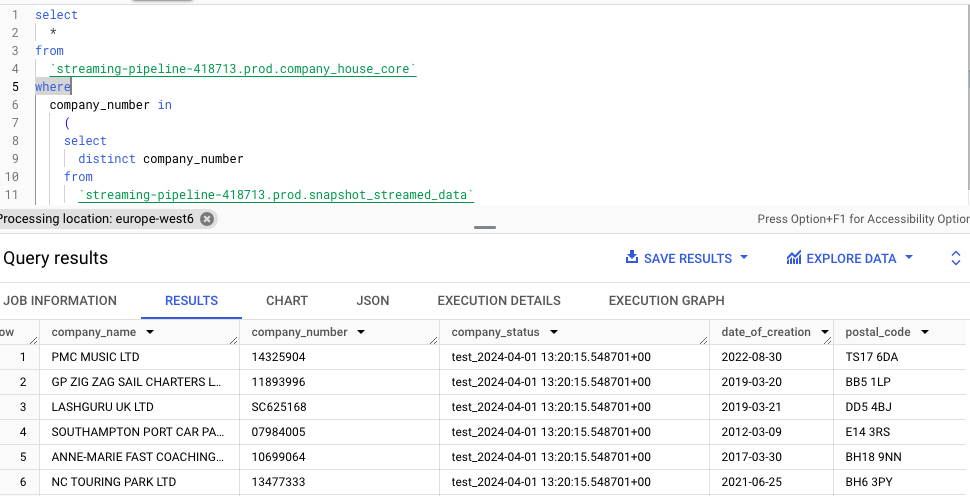 1 select
2 *
3 from
4 `streaming-pipeline-418713.prod.company_house_core`
5 where
6 company_number in
7 (
8 select
9 distinct company_number
10 from
11 `streaming-pipeline-418713.prod.snapshot_streamed_data`
Processing location: europe-west6 Press Option+F1 for Accessibility Option
Query results SAVE RESULTS EXPLORE DATA
JOB INFORMATION RESULTS CHART JSON EXECUTION DETAILS EXECUTION GRAPH
ow company_name company_number company_status date_of_creation postal_code
1 PMC MUSIC LTD 14325904 test_2024-04-01 13:20:15.548701+00 2022-08-30 TS17 6DA
2 GP ZIG ZAG SAIL CHARTERS L... 11893996 test_2024-04-01 13:20:15.548701+00 2019-03-20 BB5 1LP
3 LASHGURU UK LTD SC625168 test_2024-04-01 13:20:15.548701+00 2019-03-21 DD5 4BJ
4 SOUTHAMPTON PORT CAR PA... 07984005 test_2024-04-01 13:20:15.548701+00 2012-03-09 E14 3RS
5 ANNE-MARIE FAST COACHING... 10699064 test_2024-04-01 13:20:15.548701+00 2017-03-30 BH18 9NN
6 NC TOURING PARK LTD 13477333 test_2024-04-01 13:20:15.548701+00 2021-06-25 BH6 3PY